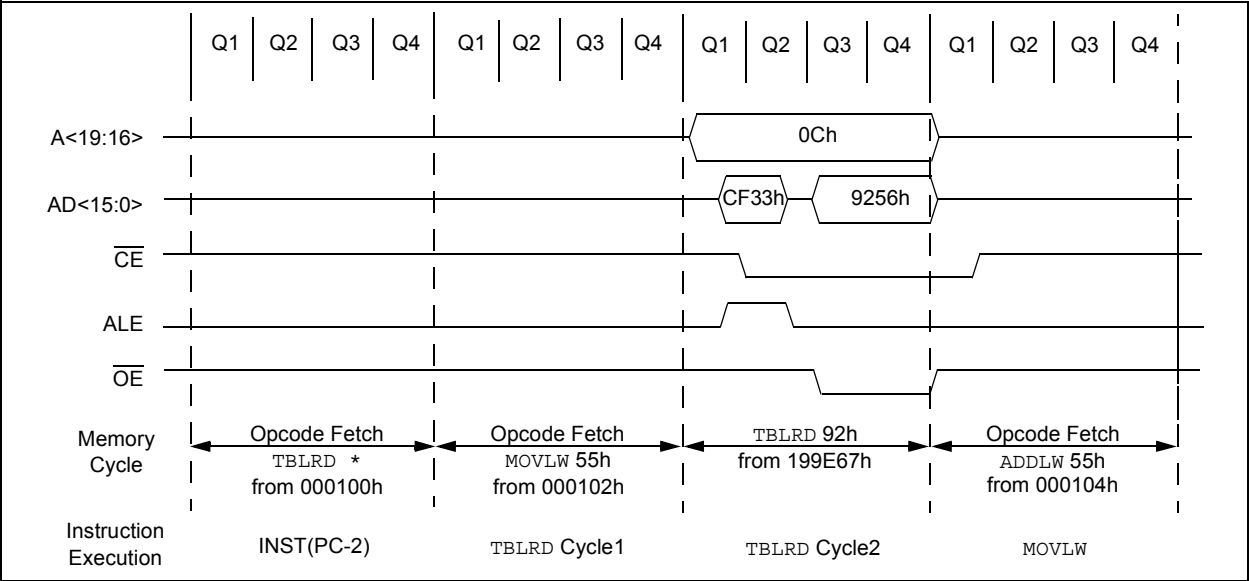 Q1 Q2 Q3 Q4 Q1 Q2 Q3 Q4 Q1 Q2 Q3 Q4 Q1 Q2 Q3 Q4
A<19:16> 0Ch
AD<15:0> CF33h 9256h
CE
ALE
OE
Memory Cycle
Opcode Fetch
TBLRD *
from 000100h
Opcode Fetch
MOVLW 55h
from 000102h
TBLRD 92h
from 199E67h
Opcode Fetch
ADDLW 55h
from 000104h
Instruction
Execution
INST(PC-2) TBLRD Cycle1 TBLRD Cycle2 MOVLW